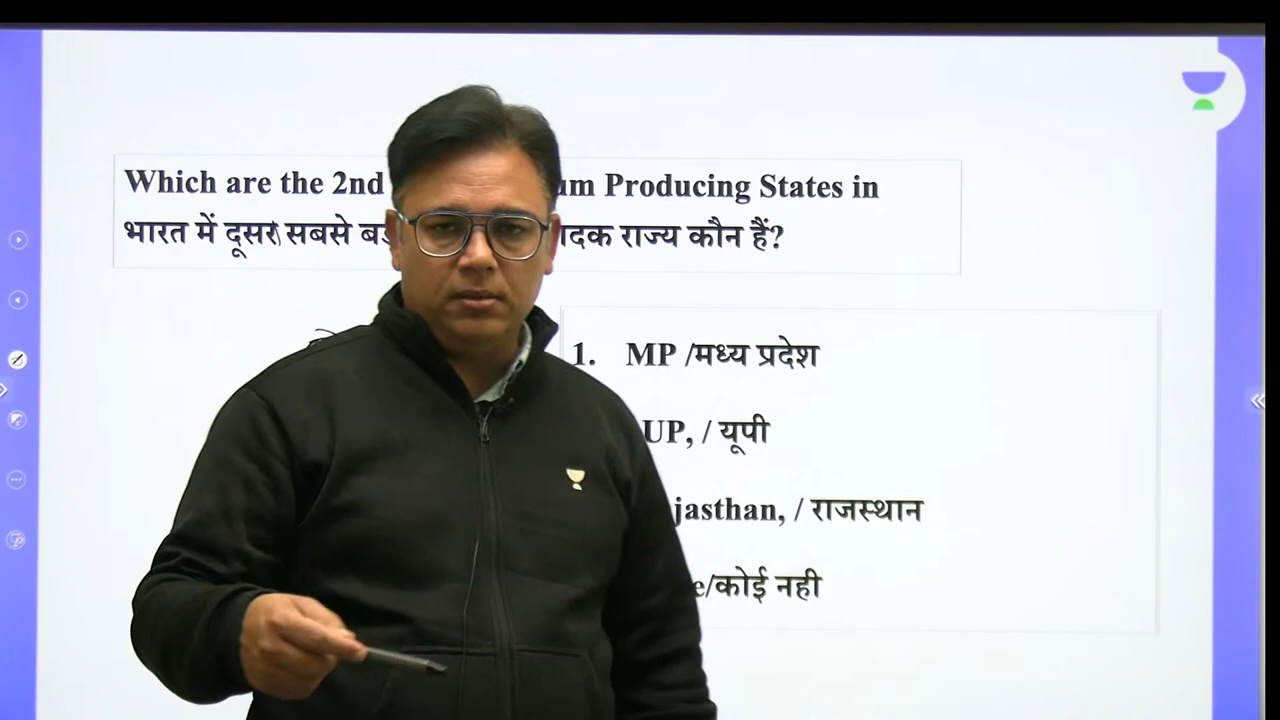 Which are the 2nd um Producing States in
भारत में दूसरा सबसे बड़ ादक राज्य कौन हैं?
1. MP /मध्य प्रदेश
UP, / यूपी
jasthan, / राजस्थान
e/कोई नही